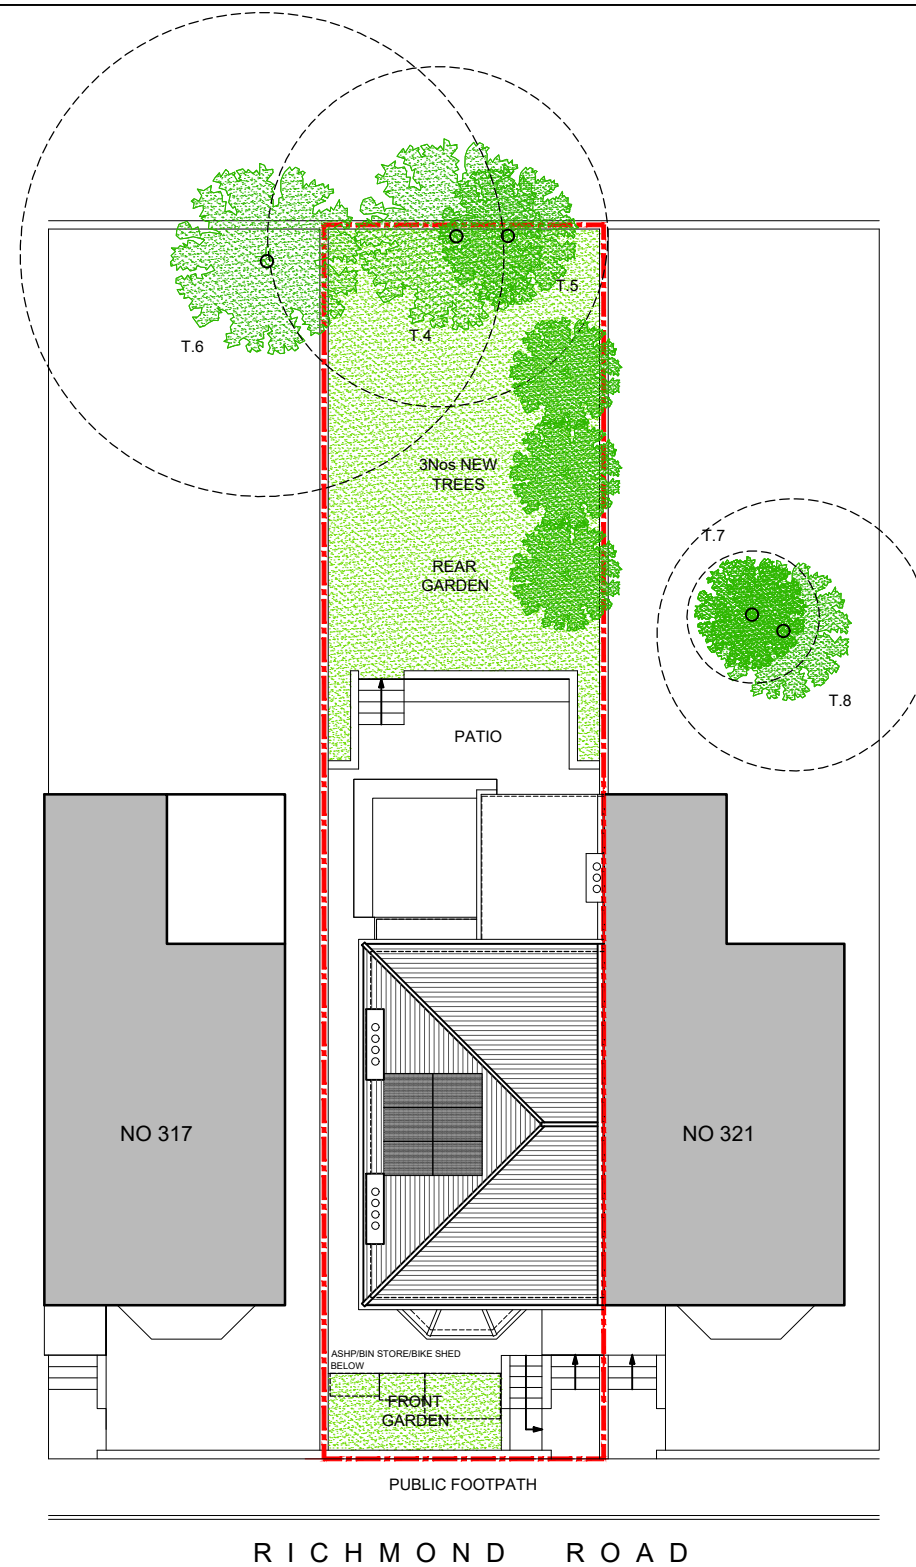 T.5
T.4
T.6
3Nos NEW
TREES
T.7
REAR
GARDEN
T.8
PATIO
NO 317
NO 321
ASHP/BIN STORE/BIKE SHED
BELOW
FRONT
GARDEN
PUBLIC FOOTPATH
RICHMOND ROAD